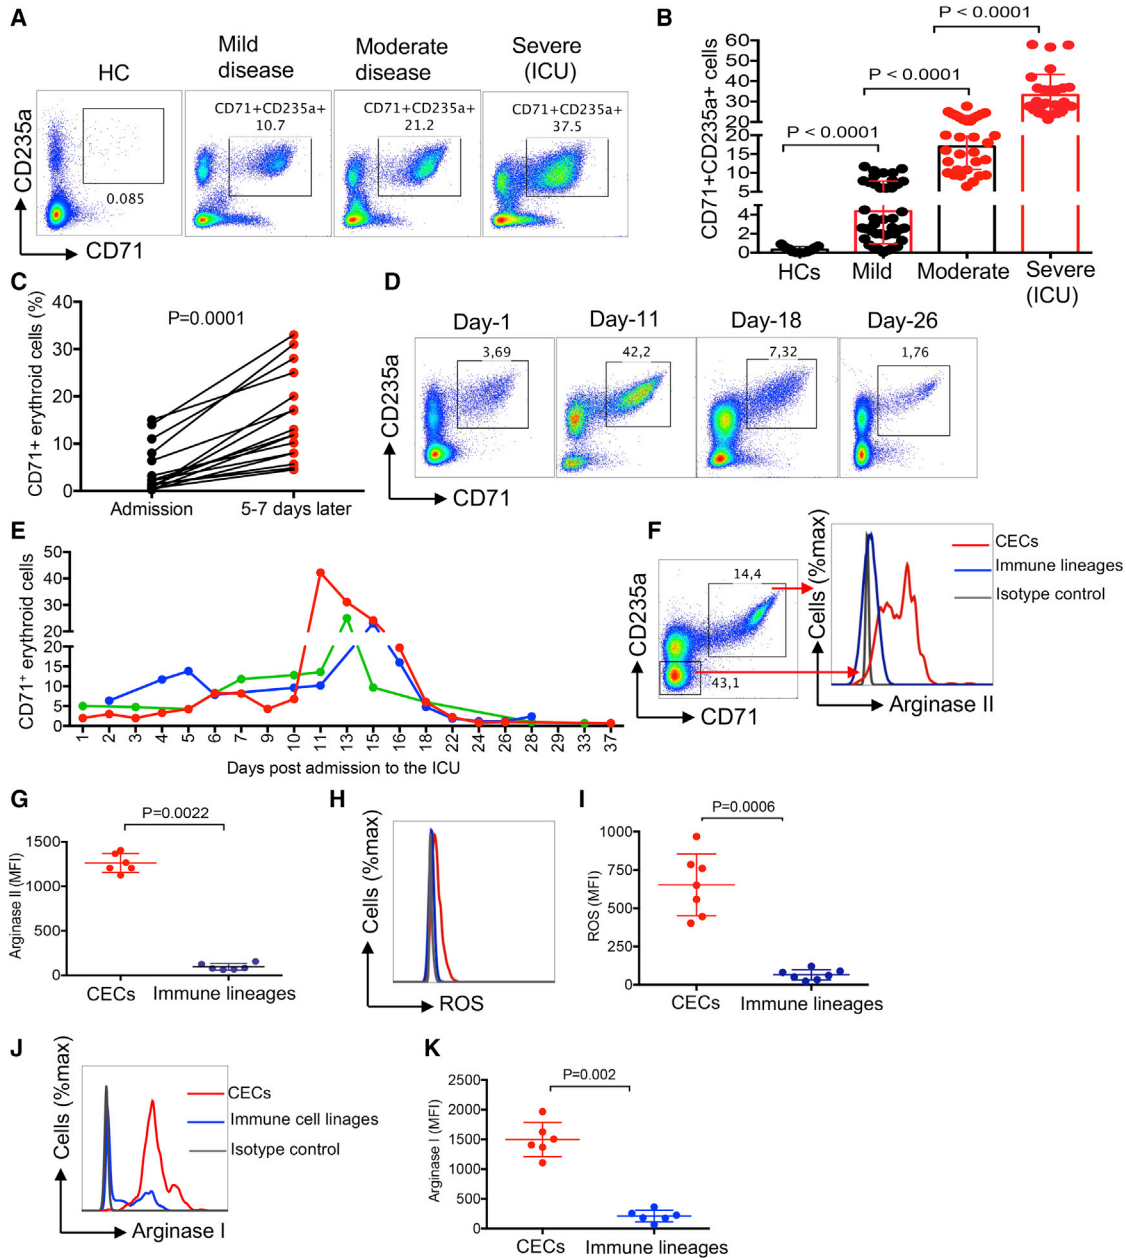 A
HC
Mild
disease
Moderate
disease
Severe
(ICU)
CD235a
0.085
CD71+CD235a+
10.7
CD71+CD235a+
21.2
CD71+CD235a+
37.5
CD71
B
P < 0.0001
P < 0.0001
P < 0.0001
CD71+CD235a+ cells
60
50
40
30
20
20
15
10
5
4
2
0
HCs
Mild
Moderate
Severe
(ICU)
C
CD71+ erythroid cells (%)
P=0.0001
40
30
20
10
0
Admission
5-7 days later
D
Day-1
Day-11
Day-18
Day-26
CD235a
3,69
42,2
7,32
1,76
CD71
E
CD71+ erythroid cells
50
40
30
20
20
15
10
5
0
1
2
3
4
5
6
7
9
10
11
13
15
16
18
22
24
26
28
29
33
37
Days post admission to the ICU
F
CD235a
14,4
43,1
CD71
Cells (%max)
CECs
Immune lineages
Isotype control
Arginase II
G
P=0.0022
Arginase II (MFI)
1500
1000
500
0
CECs
Immune lineages
H
Cells (%max)
ROS
I
P=0.0006
ROS (MFI)
1000
750
500
250
0
CECs
Immune lineages
J
Cells (%max)
CECs
Immune cell linages
Isotype control
Arginase I
K
P=0.002
Arginase I (MFI)
2500
2000
1500
1000
500
0
CECs
Immune lineages